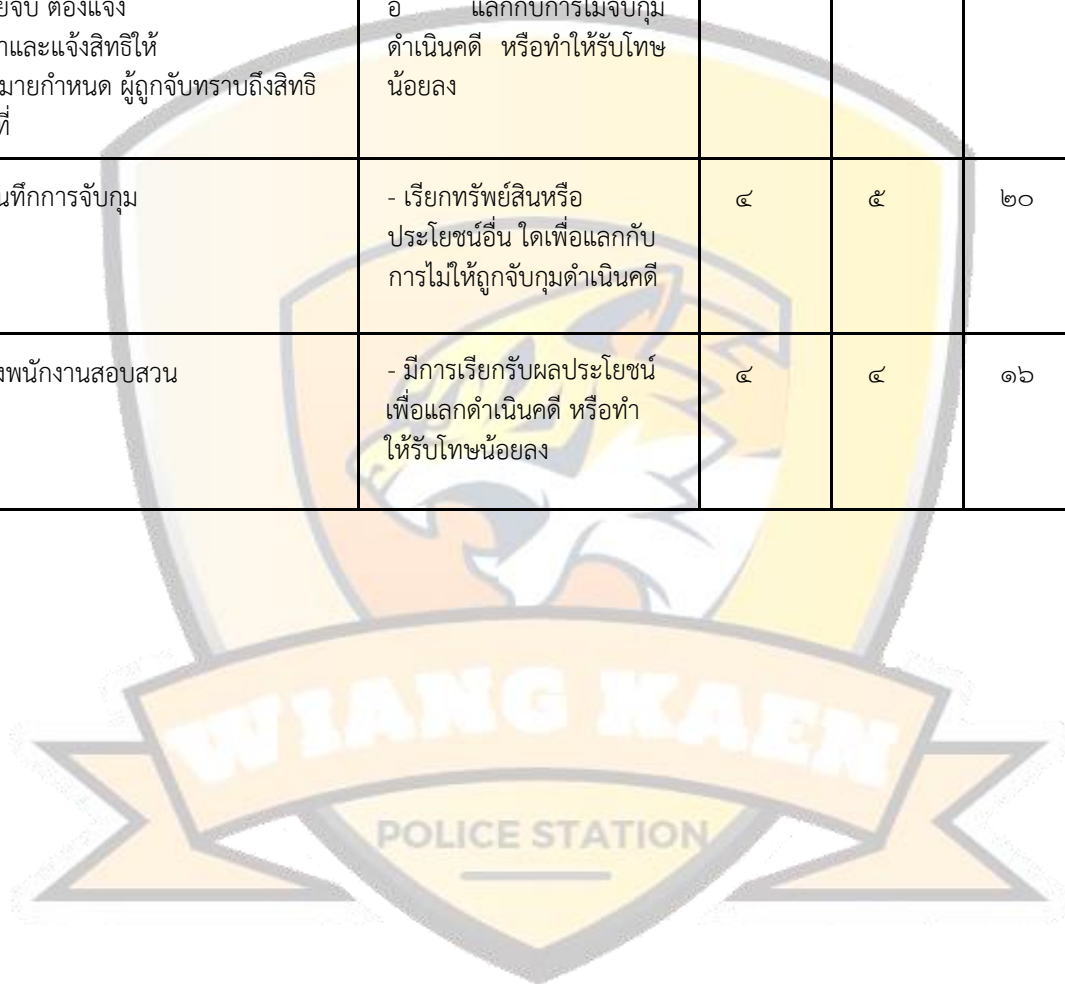 ยจับ ต้องแจ้ง
าและแจ้งสิทธิให้
มายกำหนด ผู้ถูกจับทราบถึงสิทธิ
ที่
อ แลกกับการไม่จับกุม
ดำเนินคดี หรือทำให้รับโทษ
น้อยลง
นทึกการจับกุม
- เรียกทรัพย์สินหรือ
ประโยชน์อื่น ใดเพื่อแลกกับ
การไม่ให้ถูกจับกุมดำเนินคดี
๔ ๕ ๒๐
งพนักงานสอบสวน
- มีการเรียกรับผลประโยชน์
เพื่อแลกดำเนินคดี หรือทำ
ให้รับโทษน้อยลง
๔ ๔ ๑๖
WIANG KAEN
POLICE STATION